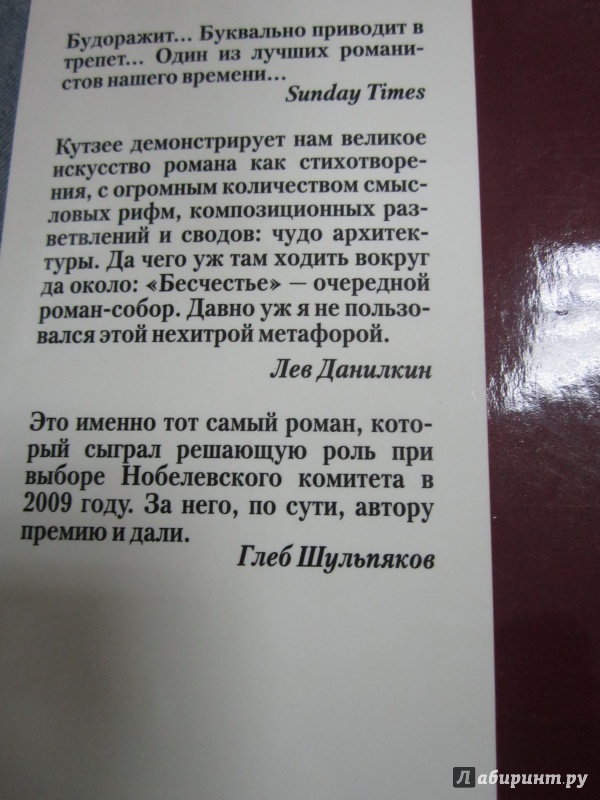 Будоражит... Буквально приводит в
трепет... Один из лучших романи-
стов нашего времени...
Sunday Times
Кутзее демонстрирует нам великое
искусство романа как стихотворе-
ния, с огромным количеством смыс-
ловых рифм, композиционных раз-
ветвлений и сводов: чудо архитек-
туры. Да чего уж там ходить вокруг
да около: «Бесчестье» — очередной
роман-собор. Давно уж я не пользо-
вался этой нехитрой метафорой.
Лев Данилкин
Это именно тот самый роман, кото-
рый сыграл решающую роль при
выборе Нобелевского комитета в
2009 году. За него, по сути, автору
премию и дали.
Глеб Шульпяков
Лабиринт.ру